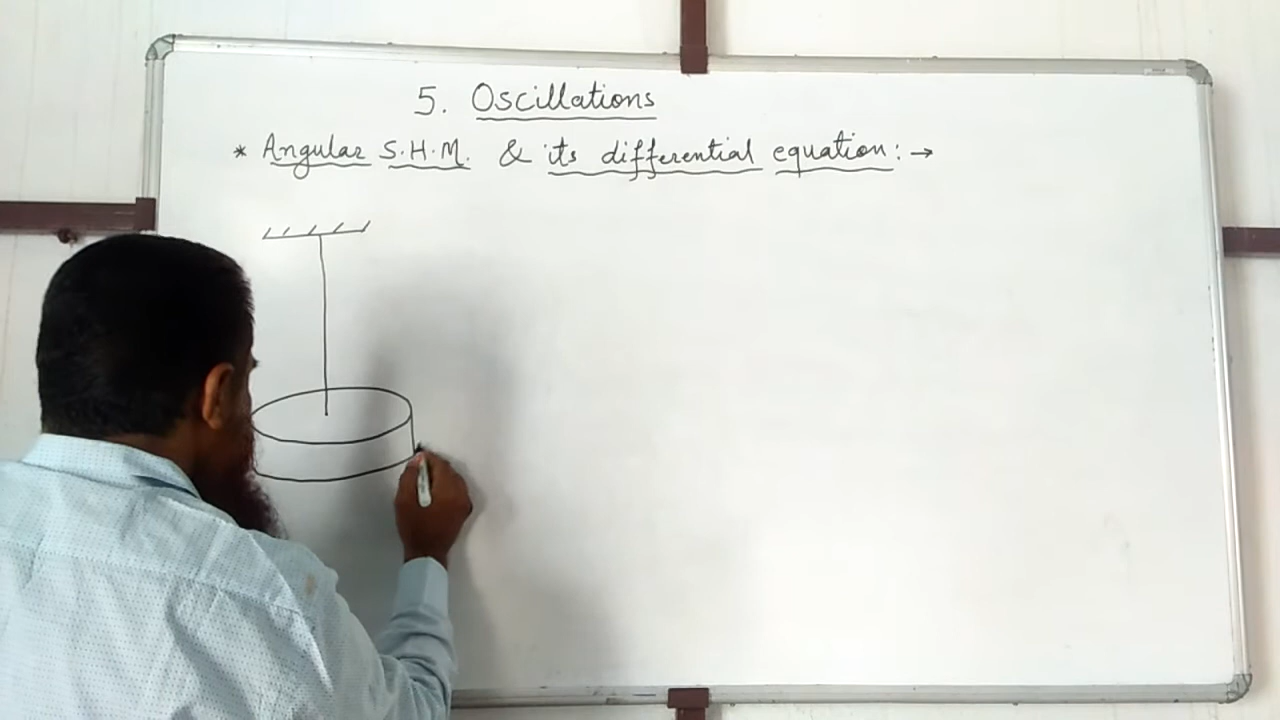 5. Oscillations
* Angular S.H.M. & its differential equation:→